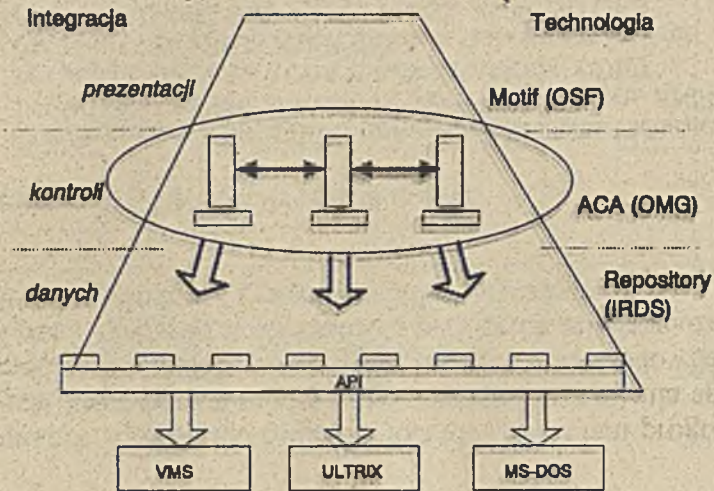 Integracja
Technologia
prezentacji
Motif (OSF)
kontroli
ACA (OMG)
danych
Repository
(IRDS)
API
VMS
ULTRIX
MS-DOS